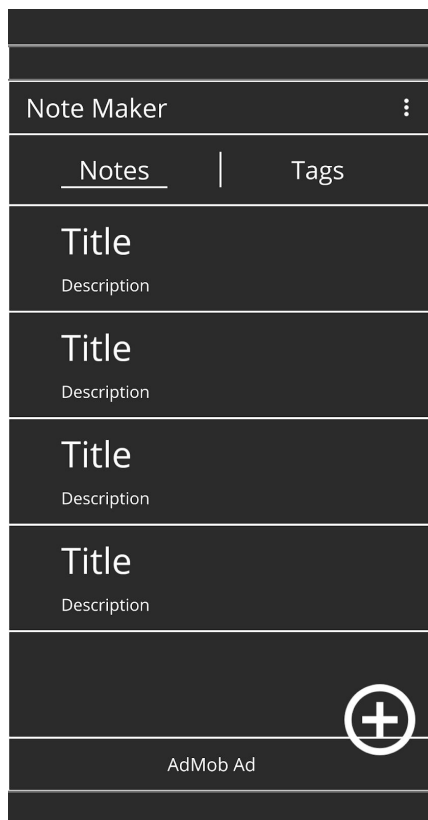 Note Maker
Notes
Tags
Title
Description
Title
Description
Title
Description
Title
Description
AdMob Ad